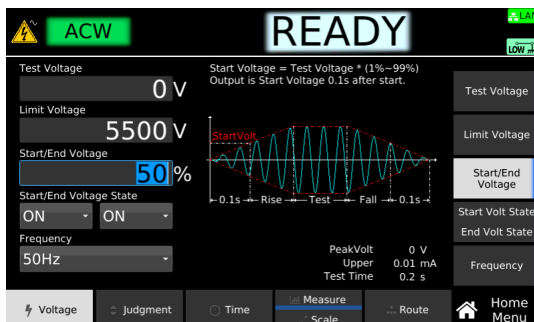 ACW
READY
LAN
LOW
Test Voltage
0 V
Limit Voltage
5500 V
Start/End Voltage
50 %
Start/End Voltage State
ON ON
Frequency
50Hz
Start Voltage = Test Voltage * (1%~99%)
Output is Start Voltage 0.1s after start.
StartVolt
0.1s Rise Test Fall 0.1s
PeakVolt 0 V
Upper 0.01 mA
Test Time 0.2 s
Test Voltage
Limit Voltage
Start/End
Voltage
Start Volt State
End Volt State
Frequency
Voltage
Judgment
Time
Measure
Scale
Route
Home
Menu